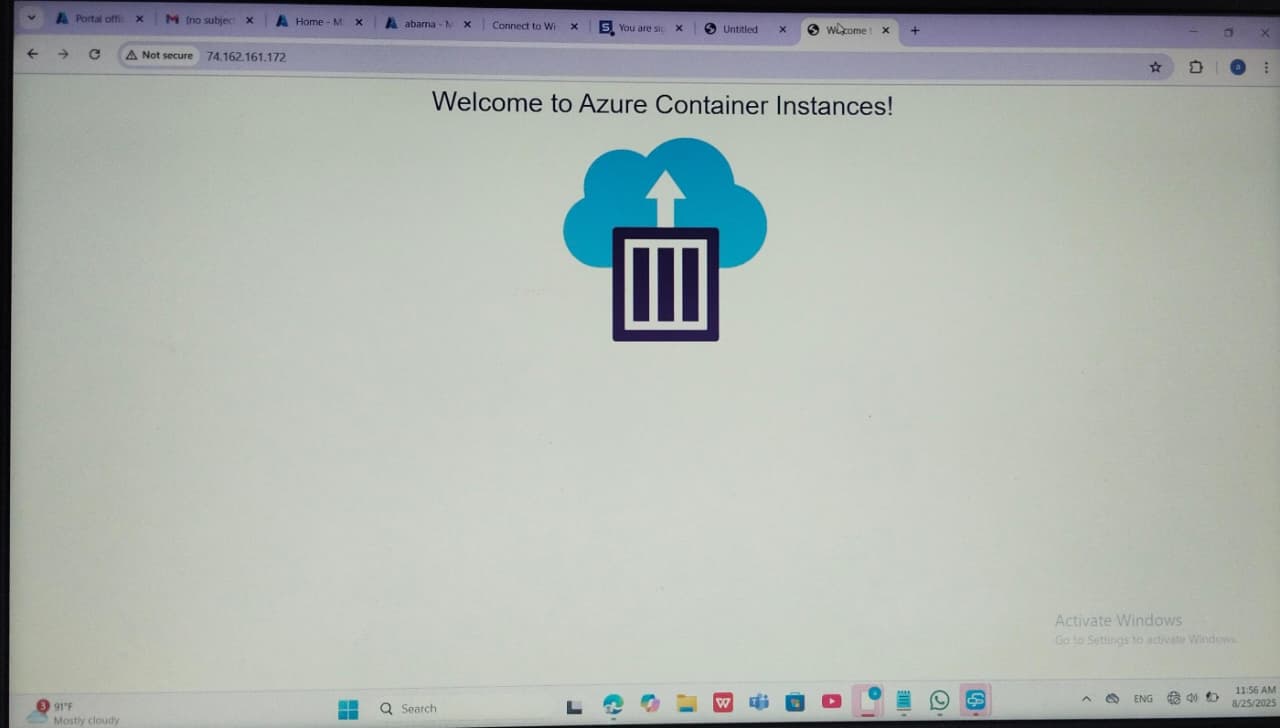 Portal offi
(no subjec
Home - M
abarna - M
Connect to Wi
You are sig
Untitled
Welcome t
Not secure
74.162.161.172
Welcome to Azure Container Instances!
Activate Windows
Go to Settings to activate Windows.
3
91°F
Mostly cloudy
Search
ENG
11:56 AM
8/25/2025